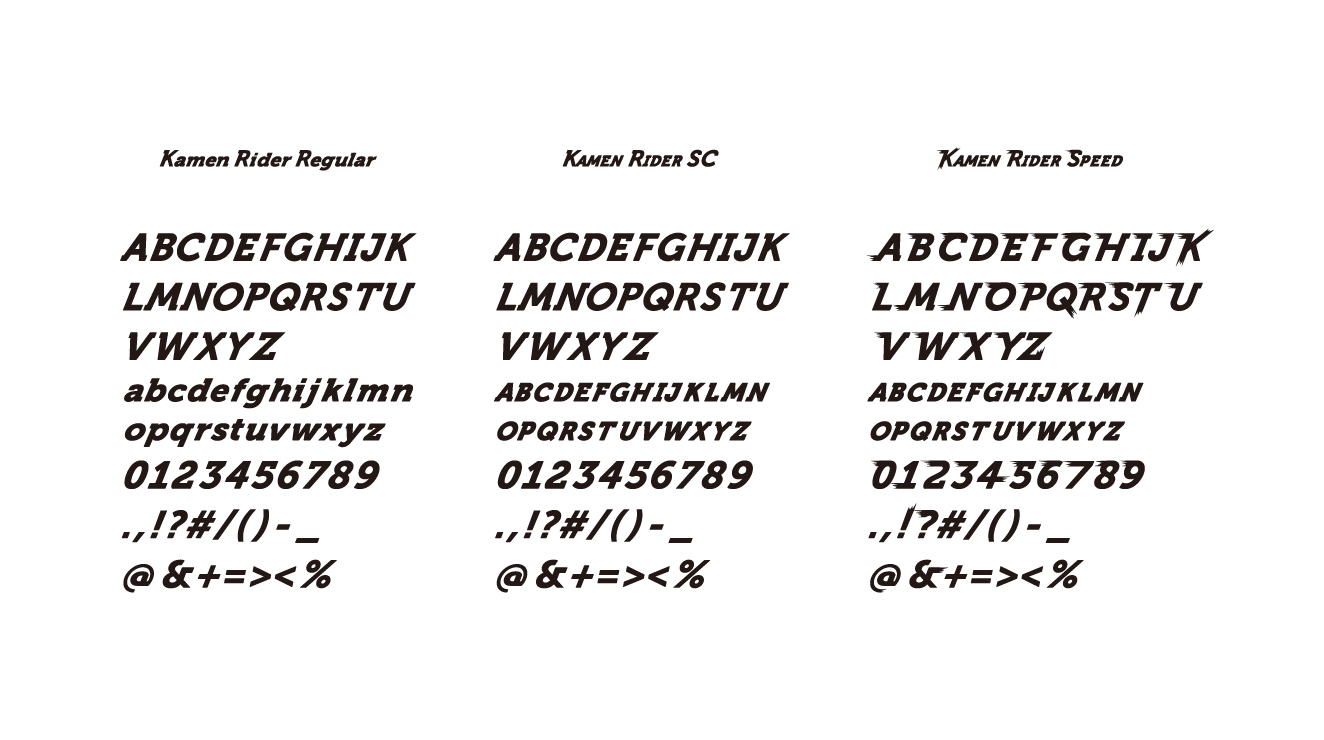 Kamen Rider Regular
ABCDEFGHIJK
LMNOPQRSTU
VWXYZ
abcdefghijklmn
opqrstuvwxyz
0123456789
.,!?#/()-_
@&+=><%
Kamen Rider SC
ABCDEFGHIJK
LMNOPQRSTU
VWXYZ
ABCDEFGHIJKLMN
OPQRSTUVWXYZ
0123456789
.,!?#/()-_
@&+=><%
Kamen Rider Speed
ABCDEFGHIJK
LMNOPQRSTU
VWXYZ
ABCDEFGHIJKLMN
OPQRSTUVWXYZ
0123456789
.,!?#/()-_
@&+=><%